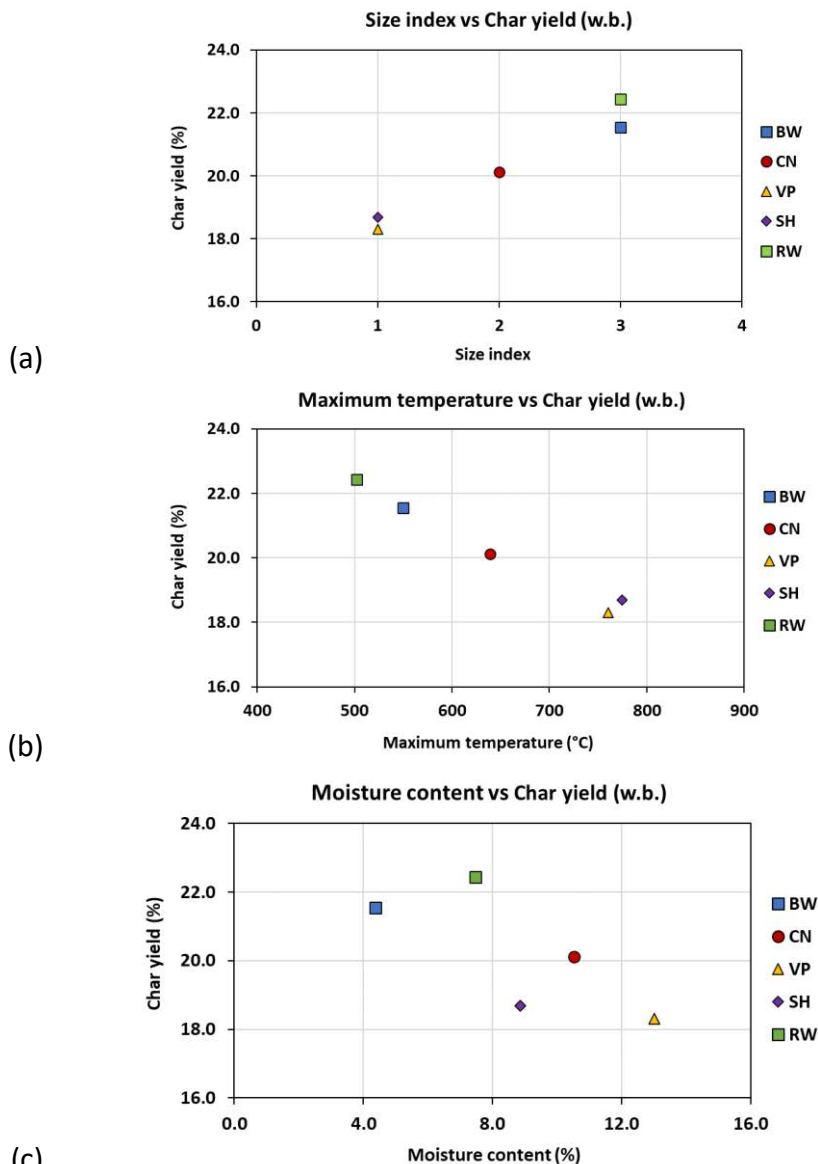 Size index vs Char yield (w.b.)
24.0
22.0
20.0
18.0
16.0
Char yield (%)
0 1 2 3 4
Size index
BW
CN
VP
SH
RW
(a)
Maximum temperature vs Char yield (w.b.)
24.0
22.0
20.0
18.0
16.0
Char yield (%)
400 500 600 700 800 900
Maximum temperature (°C)
BW
CN
VP
SH
RW
(b)
Moisture content vs Char yield (w.b.)
24.0
22.0
20.0
18.0
16.0
Char yield (%)
0.0 4.0 8.0 12.0 16.0
Moisture content (%)
BW
CN
VP
SH
RW
(c)